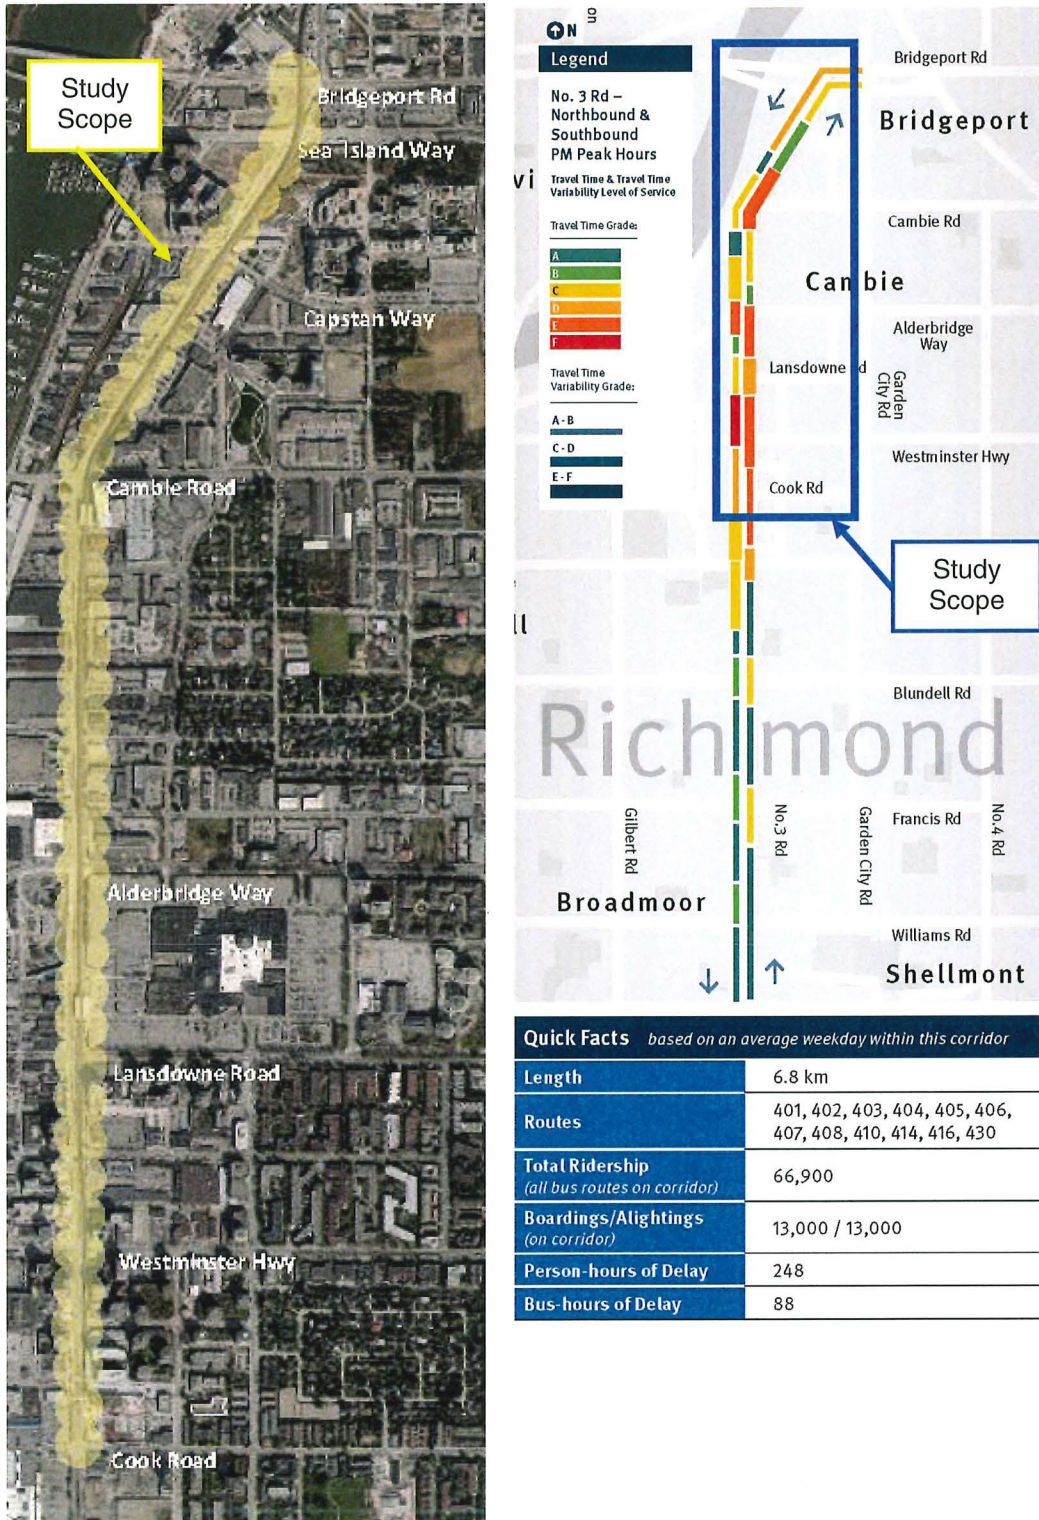 Study
Scope
Bridgeport Rd
Sea Island Way
Capstan Way
Cambie Road
Alderbridge Way
Lansdowne Road
Westminster Hwy
Cook Road
N
on
Legend
No. 3 Rd –
Northbound &
Southbound
PM Peak Hours
Travel Time & Travel Time
Variability Level of Service
Travel Time Grade:
A
B
C
D
E
F
Travel Time
Variability Grade:
A - B
C - D
E - F
vi
ll
Bridgeport Rd
Bridgeport
Cambie Rd
Cambie
Alderbridge
Way
Lansdowne Rd
Garden
City Rd
Westminster Hwy
Cook Rd
Study
Scope
Blundell Rd
Richmond
Gilbert Rd
No.3 Rd
Garden City Rd
Francis Rd
No.4 Rd
Broadmoor
Williams Rd
Shellmont
Quick Facts based on an average weekday within this corridor
Length 6.8 km
Routes 401, 402, 403, 404, 405, 406,
407, 408, 410, 414, 416, 430
Total Ridership
(all bus routes on corridor) 66,900
Boardings/Alightings
(on corridor) 13,000 / 13,000
Person-hours of Delay 248
Bus-hours of Delay 88